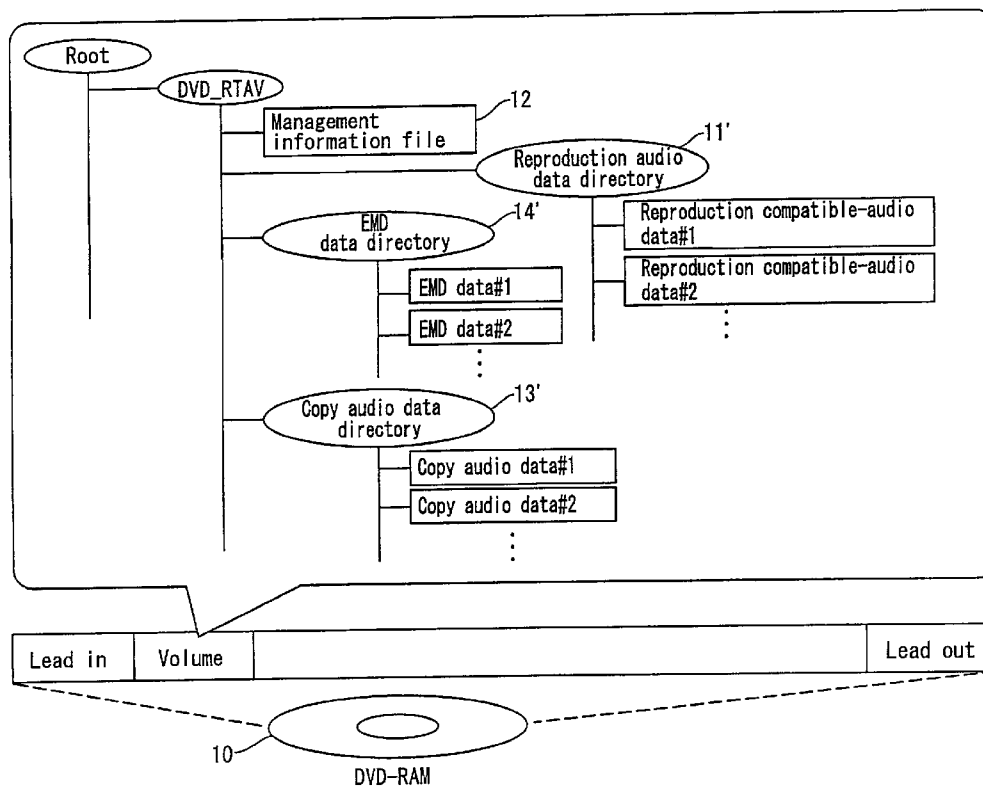 Root
DVD_RTAV
12
Management
information file
11'
Reproduction audio
data directory
Reproduction compatible-audio
data#1
Reproduction compatible-audio
data#2
14'
EMD
data directory
EMD data#1
EMD data#2
13'
Copy audio data
directory
Copy audio data#1
Copy audio data#2
Lead in
Volume
Lead out
10
DVD-RAM